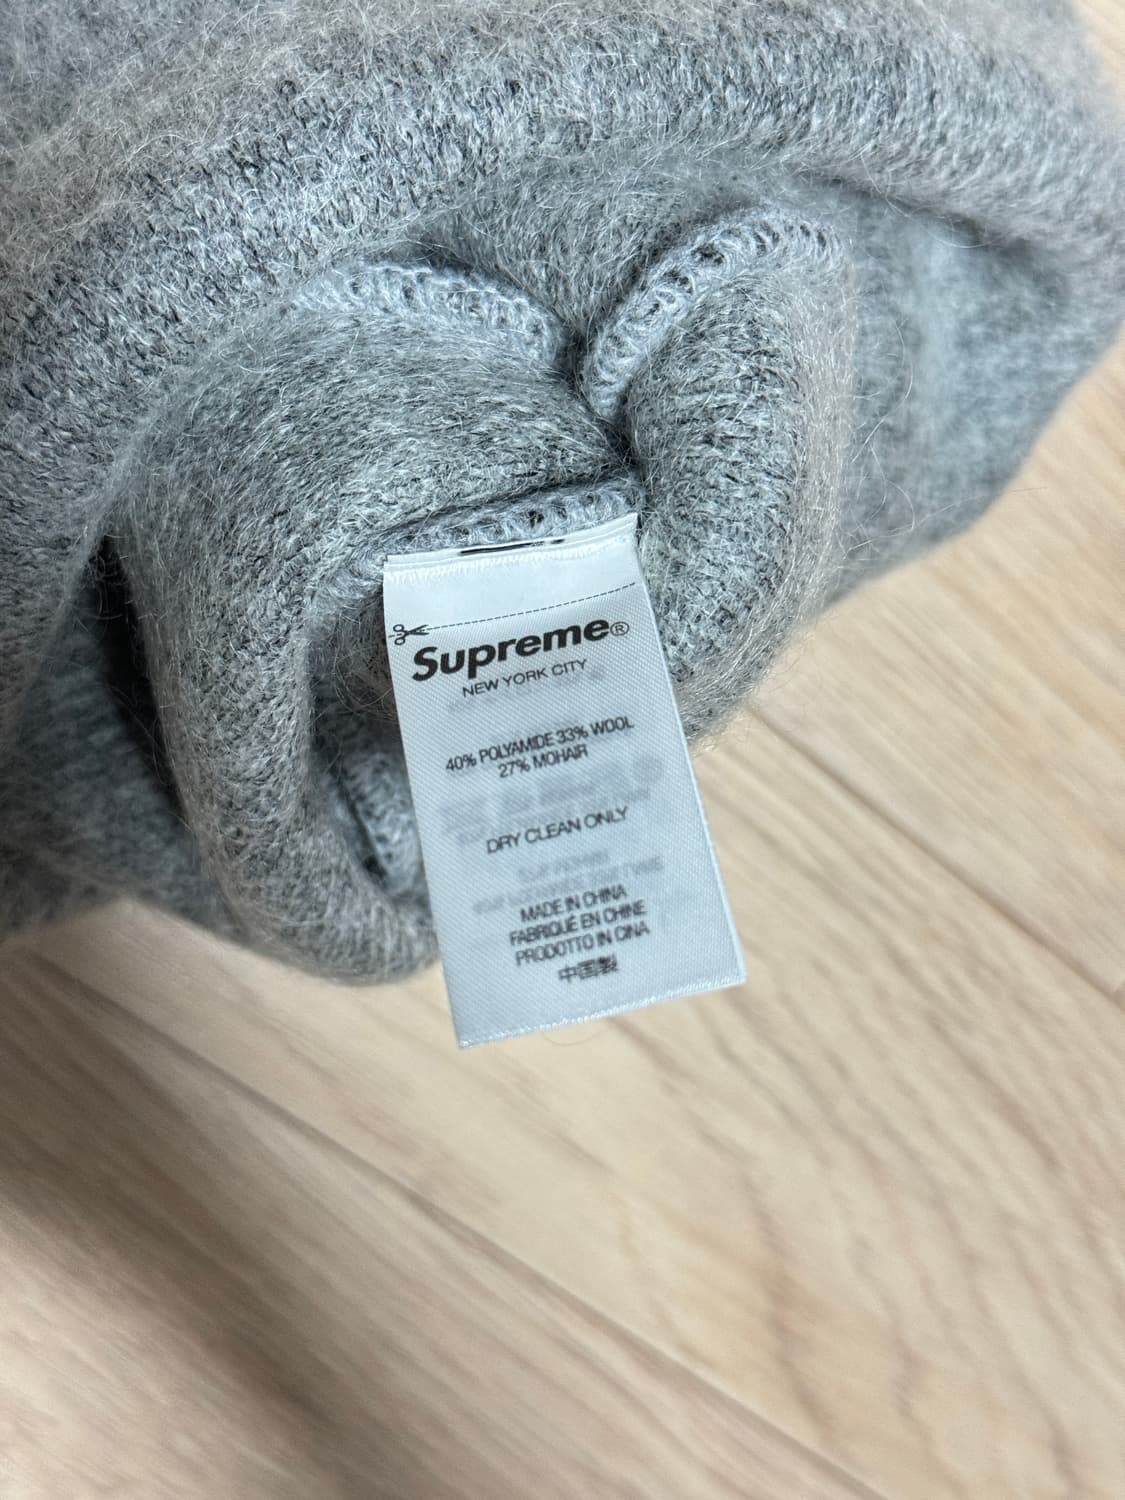 Supreme®
NEW YORK CITY
40% POLYAMIDE 33% WOOL
27% MOHAIR
DRY CLEAN ONLY
MADE IN CHINA
FABRIQUÉ EN CHINE
PRODOTTO IN CINA
中国製